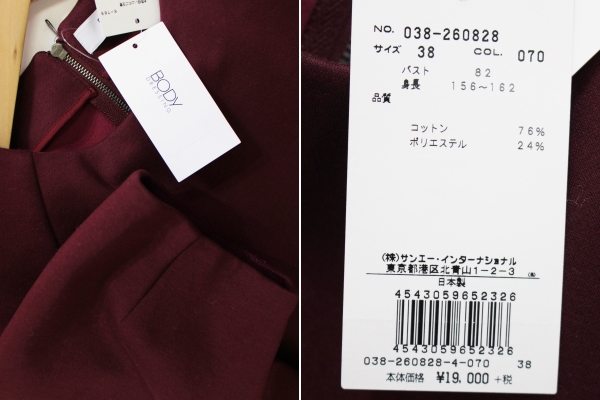 BODY
DRESSING
NO. 038-260828
サイズ 38 COL. 070
バスト 82
身長 156〜162
品質
コットン 76%
ポリエステル 24%
(株)サンエー・インターナショナル
東京都港区北青山1-2-3
日本製
4543059652326
4543059652326
038-260828-4-070 38
本体価格 ¥19,000+税